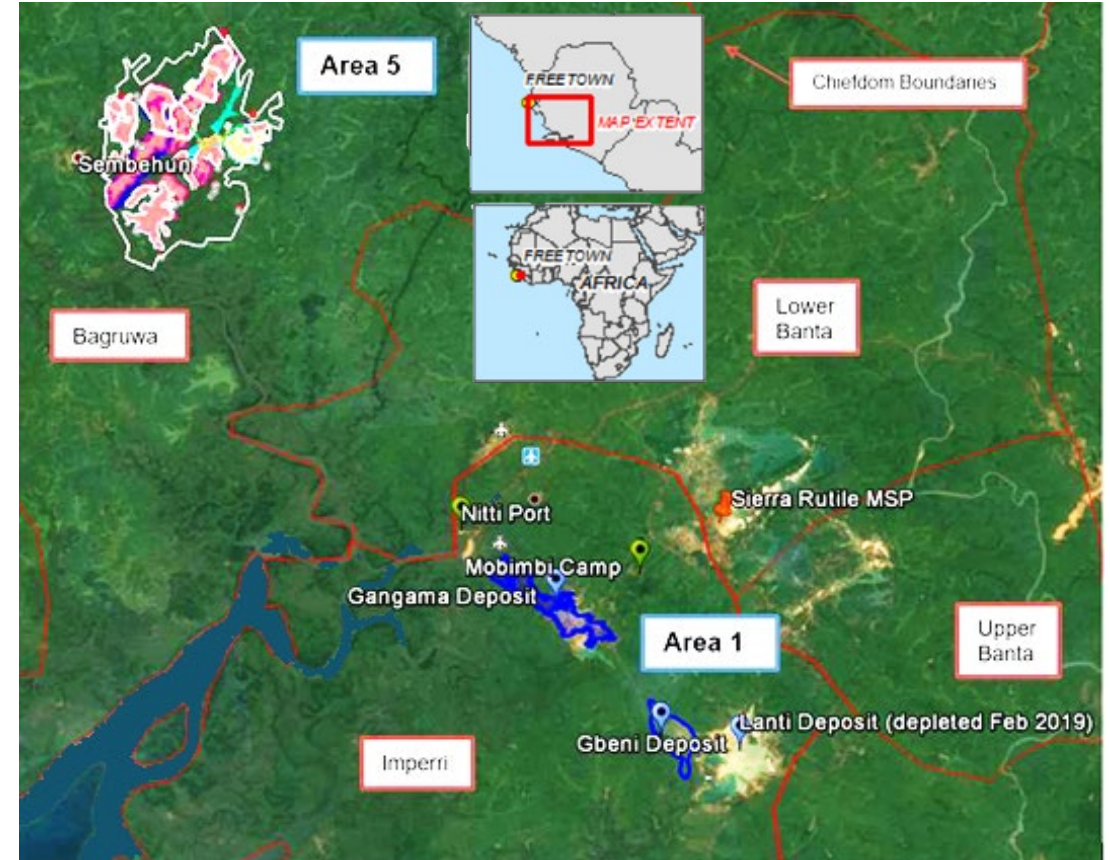 Area 5
FREETOWN
MAP EXTENT
Chiefdom Boundaries
Sembehun
FREETOWN
AFRICA
Lower
Banta
Bagruwa
Sierra Rutile MSP
Nitti Port
Mobimbi Camp
Gangama Deposit
Area 1
Upper
Banta
Lanti Deposit (depleted Feb 2019)
Gbeni Deposit
Imperri